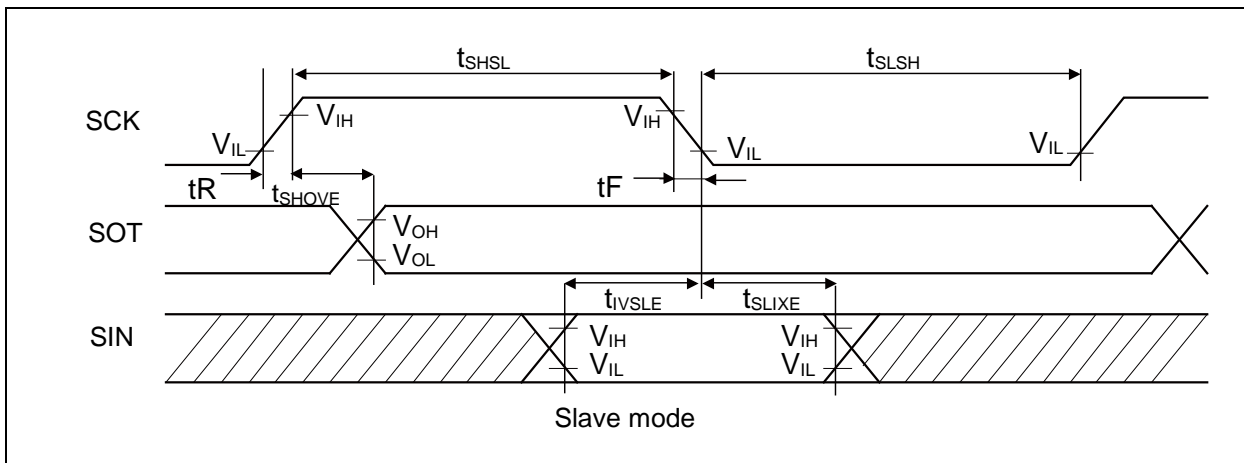 tSHSL tSLSH
SCK VIH VIH
VIL VIL VIL
tR tSHOVE tF
SOT VOH
VOL
tIVSLE tSLIXE
SIN VIH VIH
VIL VIL
Slave mode